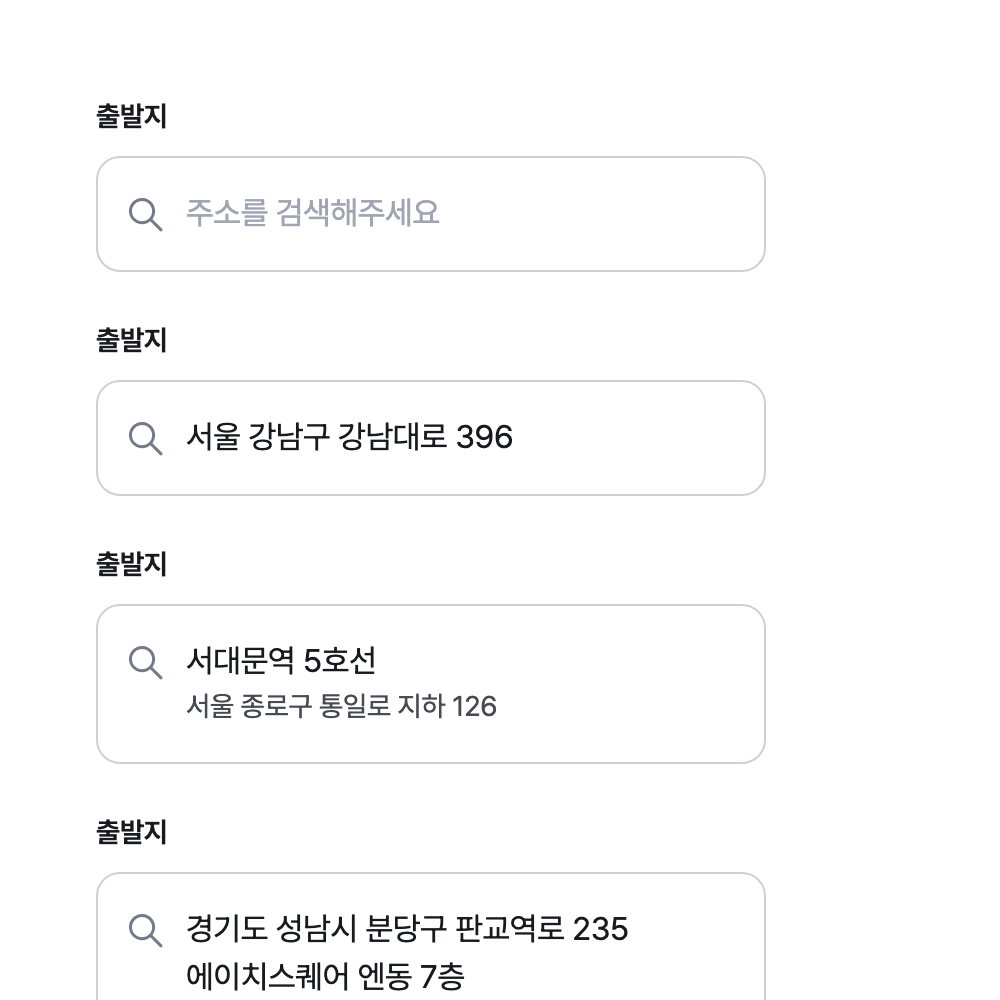 출발지
주소를 검색해주세요
출발지
서울 강남구 강남대로 396
출발지
서대문역 5호선
서울 종로구 통일로 지하 126
출발지
경기도 성남시 분당구 판교역로 235
에이치스퀘어 엔동 7층